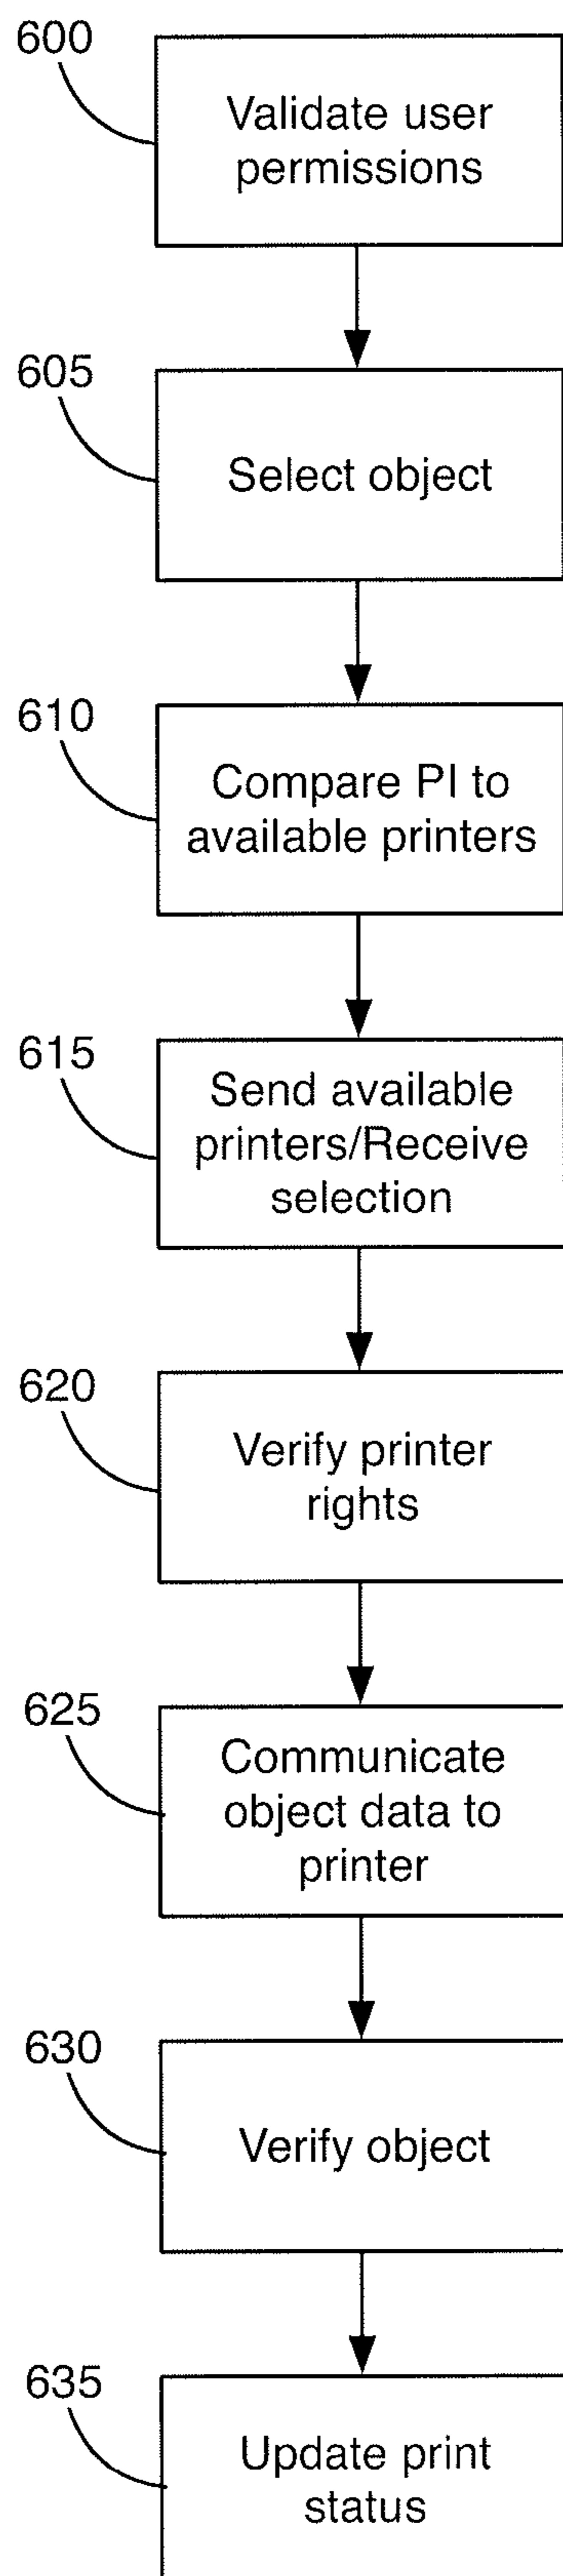 600
Validate user
permissions
605
Select object
610
Compare PI to
available printers
615
Send available
printers/Receive
selection
620
Verify printer
rights
625
Communicate
object data to
printer
630
Verify object
635
Update print
status